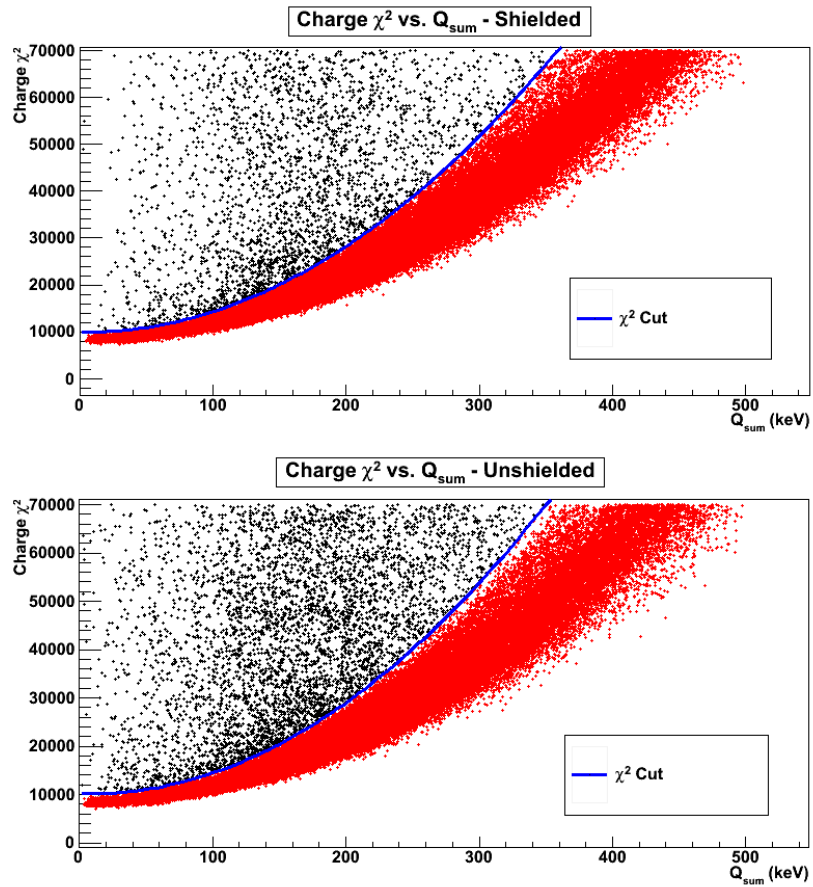 Charge χ² vs. Q_sum - Shielded
Charge χ²
70000
60000
50000
40000
30000
20000
10000
0
χ² Cut
0 100 200 300 400 500
Q_sum (keV)
Charge χ² vs. Q_sum - Unshielded
Charge χ²
70000
60000
50000
40000
30000
20000
10000
0
χ² Cut
0 100 200 300 400 500
Q_sum (keV)